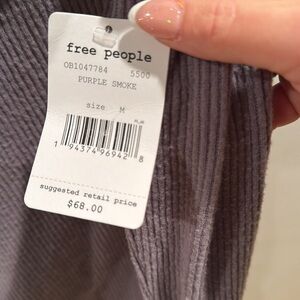 free people
OB1047784 5500
PURPLE SMOKE
size M
1 94374 96942 8
suggested retail price
$68.00